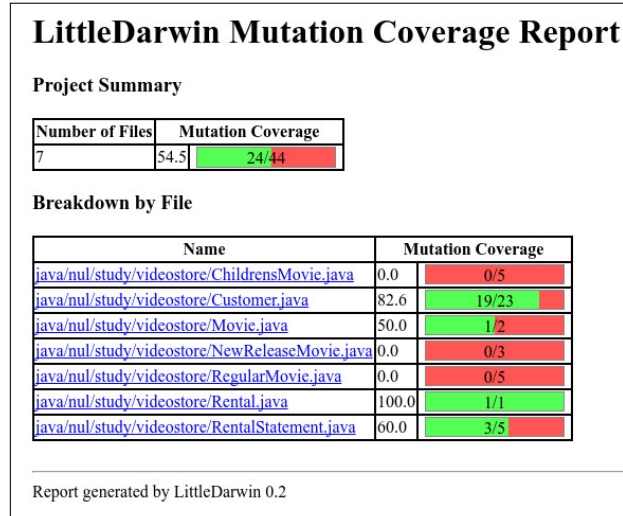 LittleDarwin Mutation Coverage Report
Project Summary
Number of Files Mutation Coverage
7 54.5 24/44
Breakdown by File
Name Mutation Coverage
java/nul/study/videostore/ChildrensMovie.java 0.0 0/5
java/nul/study/videostore/Customer.java 82.6 19/23
java/nul/study/videostore/Movie.java 50.0 1/2
java/nul/study/videostore/NewReleaseMovie.java 0.0 0/3
java/nul/study/videostore/RegularMovie.java 0.0 0/5
java/nul/study/videostore/Rental.java 100.0 1/1
java/nul/study/videostore/RentalStatement.java 60.0 3/5
Report generated by LittleDarwin 0.2